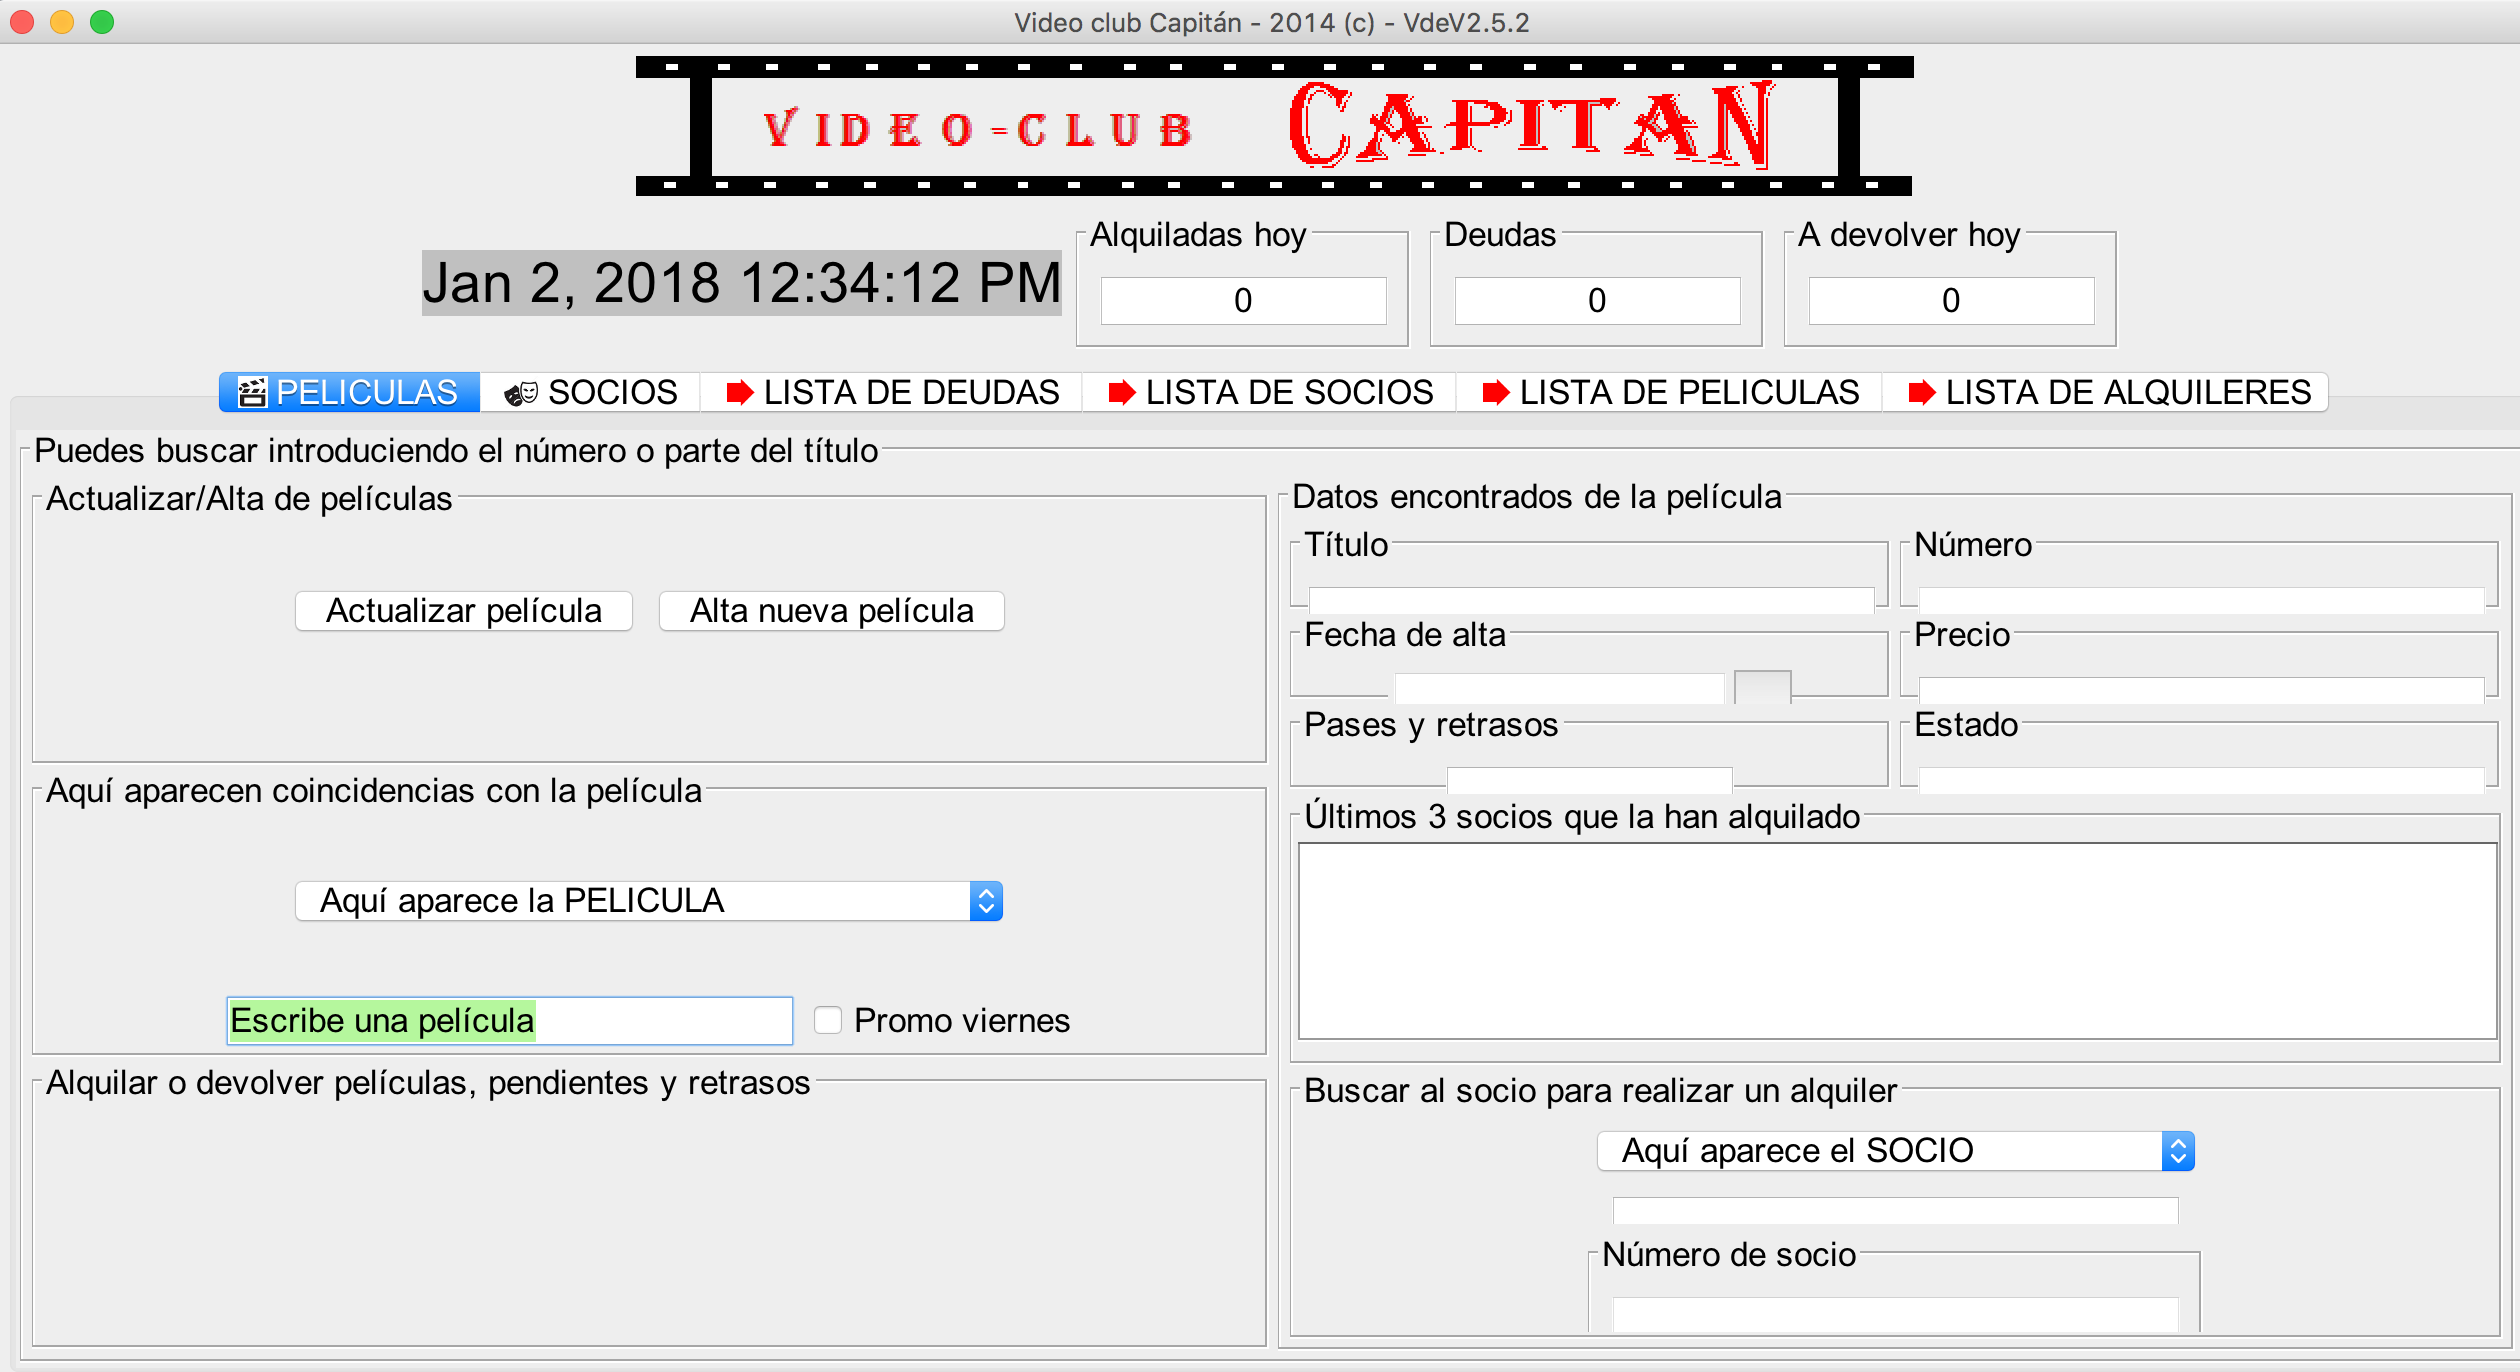 Video club Capitán - 2014 (c) - VdeV2.5.2
VIDEO-CLUB CAPITAN
Jan 2, 2018 12:34:12 PM
Alquiladas hoy
0
Deudas
0
A devolver hoy
0
PELICULAS SOCIOS LISTA DE DEUDAS LISTA DE SOCIOS LISTA DE PELICULAS LISTA DE ALQUILERES
Puedes buscar introduciendo el número o parte del título
Actualizar/Alta de películas
Actualizar película Alta nueva película
Aquí aparecen coincidencias con la película
Aquí aparece la PELICULA
Escribe una película Promo viernes
Alquilar o devolver películas, pendientes y retrasos
Datos encontrados de la película
Título Número
Fecha de alta Precio
Pases y retrasos Estado
Últimos 3 socios que la han alquilado
Buscar al socio para realizar un alquiler
Aquí aparece el SOCIO
Número de socio